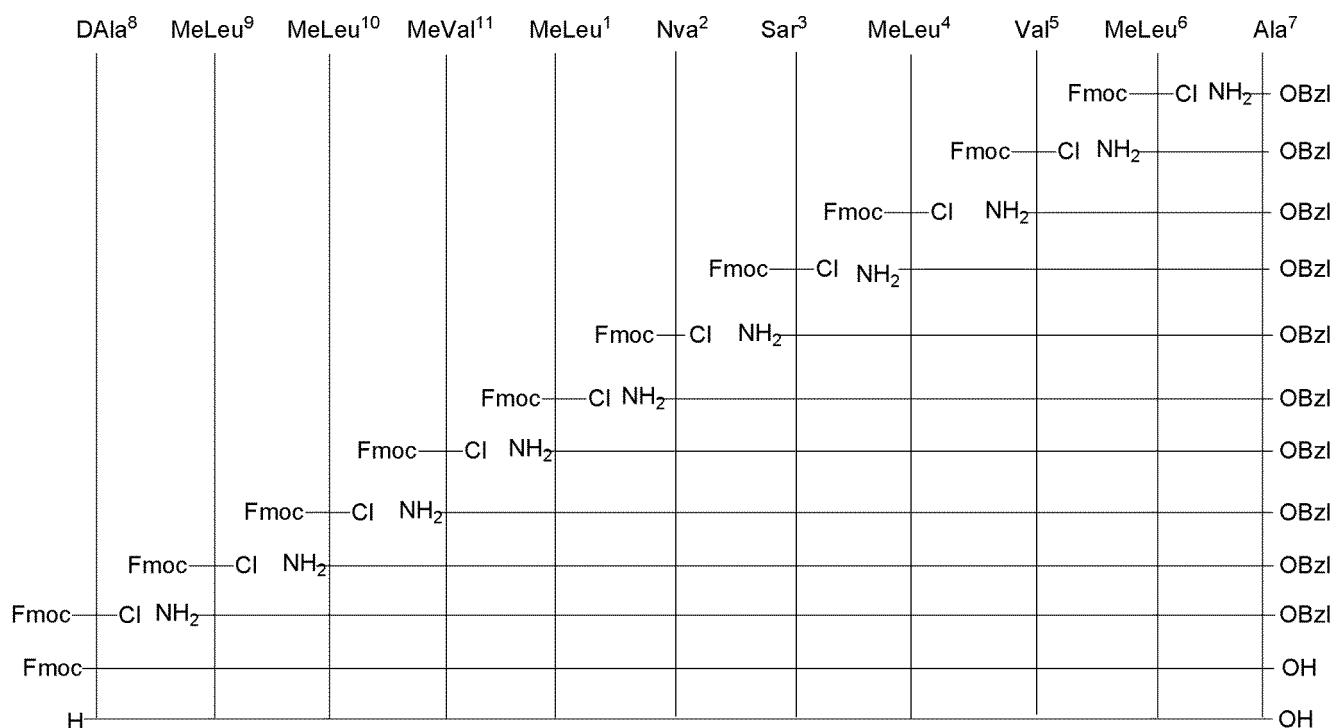 DAla⁸ MeLeu⁹ MeLeu¹⁰ MeVal¹¹ MeLeu¹ Nva² Sar³ MeLeu⁴ Val⁵ MeLeu⁶ Ala⁷
Fmoc Cl NH₂ OBzl
Fmoc Cl NH₂ OBzl
Fmoc Cl NH₂ OBzl
Fmoc Cl NH₂ OBzl
Fmoc Cl NH₂ OBzl
Fmoc Cl NH₂ OBzl
Fmoc Cl NH₂ OBzl
Fmoc Cl NH₂ OBzl
Fmoc Cl NH₂ OBzl
Fmoc Cl NH₂ OBzl
Fmoc OH
H OH